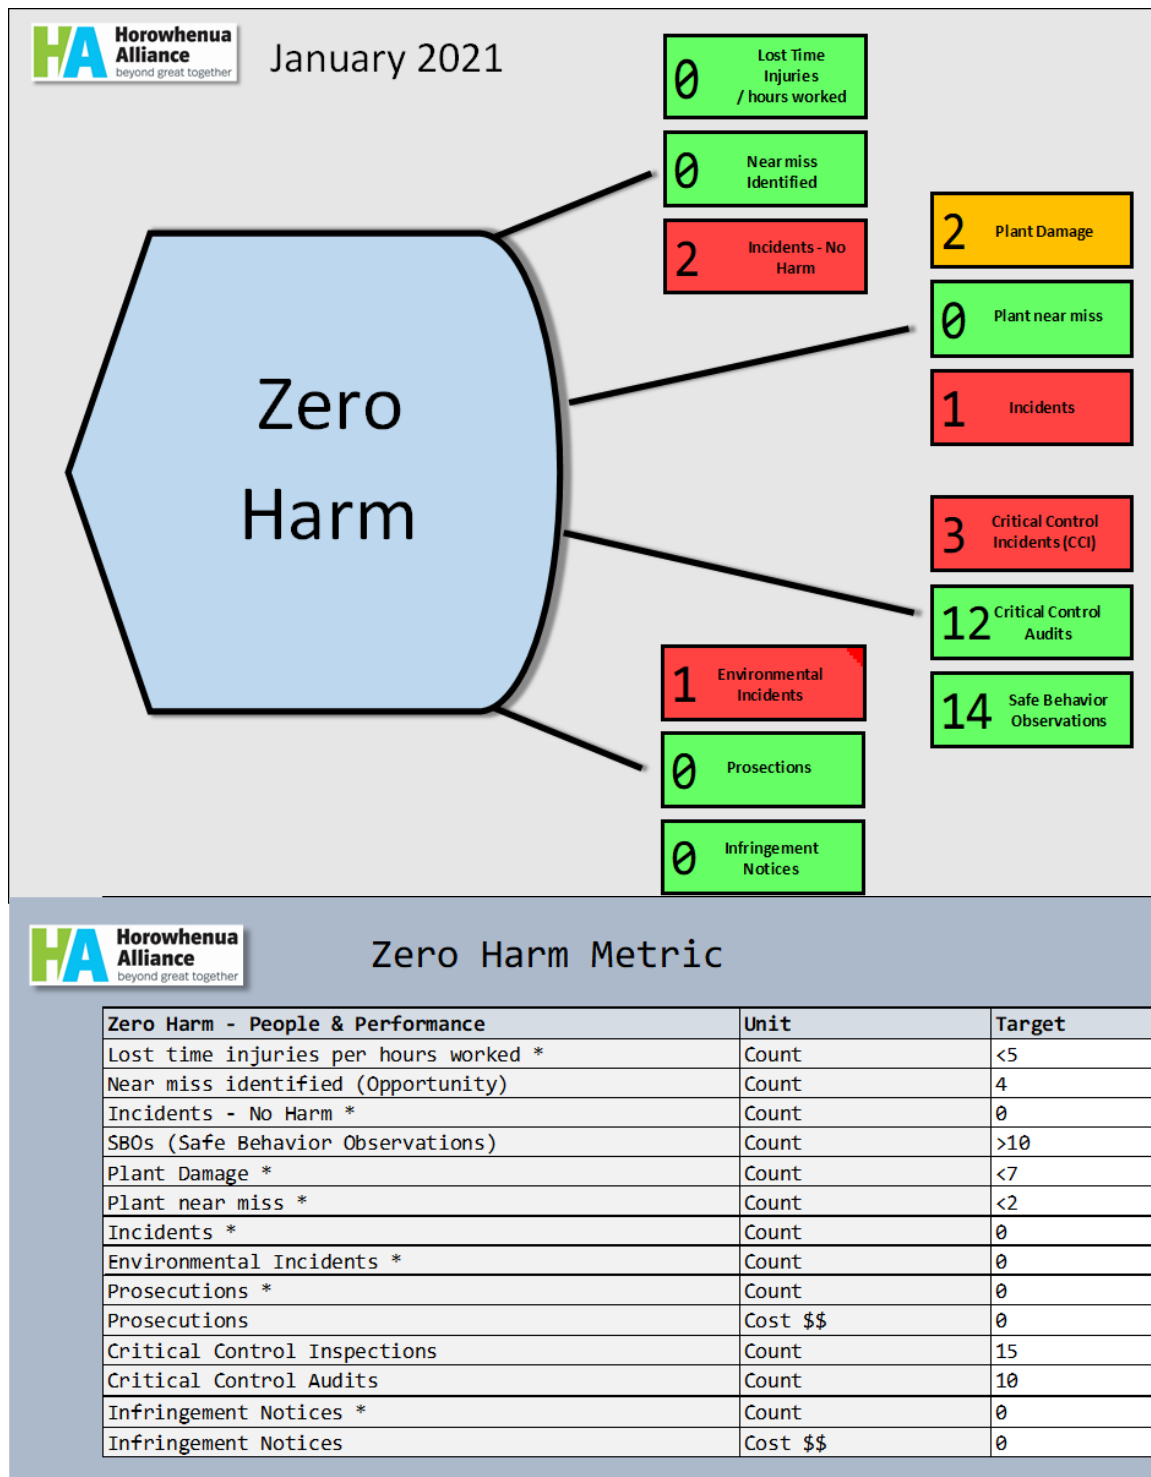 HA Horowhenua
Alliance
beyond great together
January 2021
0 Lost Time
Injuries
/ hours worked
0 Near miss
Identified
2 Incidents - No
Harm
2 Plant Damage
0 Plant near miss
1 Incidents
Zero
Harm
3 Critical Control
Incidents (CCI)
12 Critical Control
Audits
14 Safe Behavior
Observations
1 Environmental
Incidents
0 Prosections
0 Infringement
Notices
HA Horowhenua
Alliance
beyond great together
Zero Harm Metric
Zero Harm - People & Performance Unit Target
Lost time injuries per hours worked * Count <5
Near miss identified (Opportunity) Count 4
Incidents - No Harm * Count 0
SBOs (Safe Behavior Observations) Count >10
Plant Damage * Count <7
Plant near miss * Count <2
Incidents * Count 0
Environmental Incidents * Count 0
Prosecutions * Count 0
Prosecutions Cost $$ 0
Critical Control Inspections Count 15
Critical Control Audits Count 10
Infringement Notices * Count 0
Infringement Notices Cost $$ 0